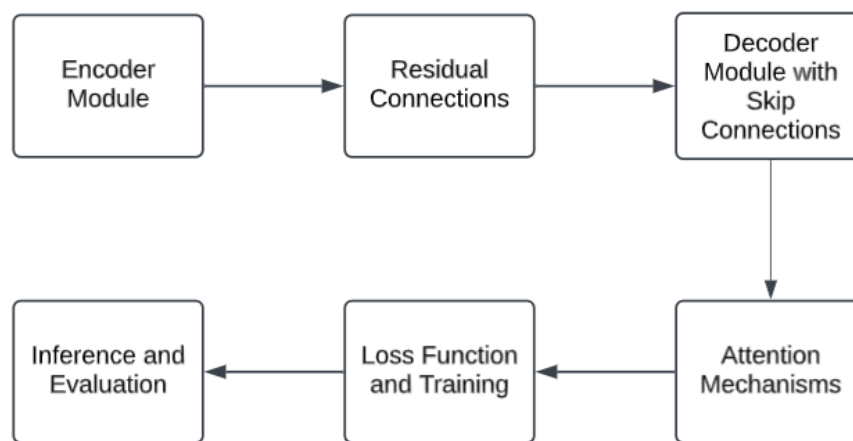 Encoder
Module
Residual
Connections
Decoder
Module with
Skip
Connections
Attention
Mechanisms
Loss Function
and Training
Inference and
Evaluation